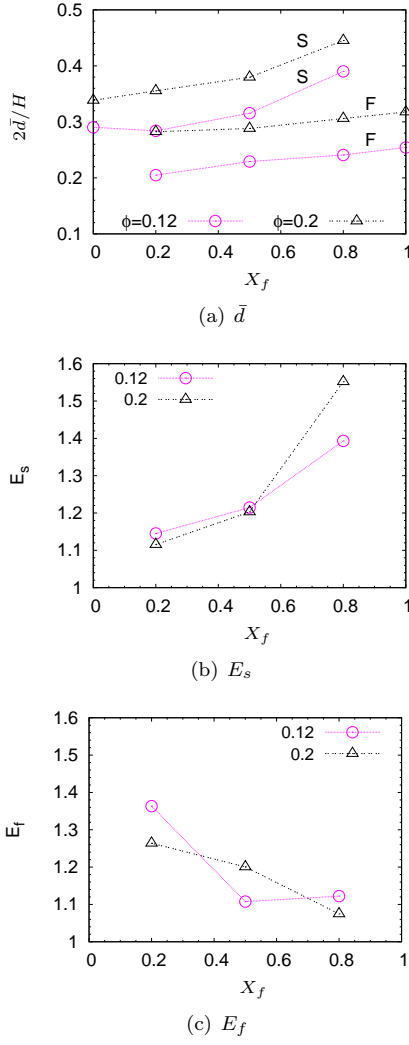 0.5
0.4
0.3
0.2
0.1
2d̄/H
S
S
F
F
ϕ=0.12 ϕ=0.2
0 0.2 0.4 0.6 0.8 1
X_f
(a) d̄
1.6
1.5
1.4
1.3
1.2
1.1
1
E_s
0.12
0.2
0 0.2 0.4 0.6 0.8 1
X_f
(b) E_s
1.6
1.5
1.4
1.3
1.2
1.1
1
E_f
0.12
0.2
0 0.2 0.4 0.6 0.8 1
X_f
(c) E_f